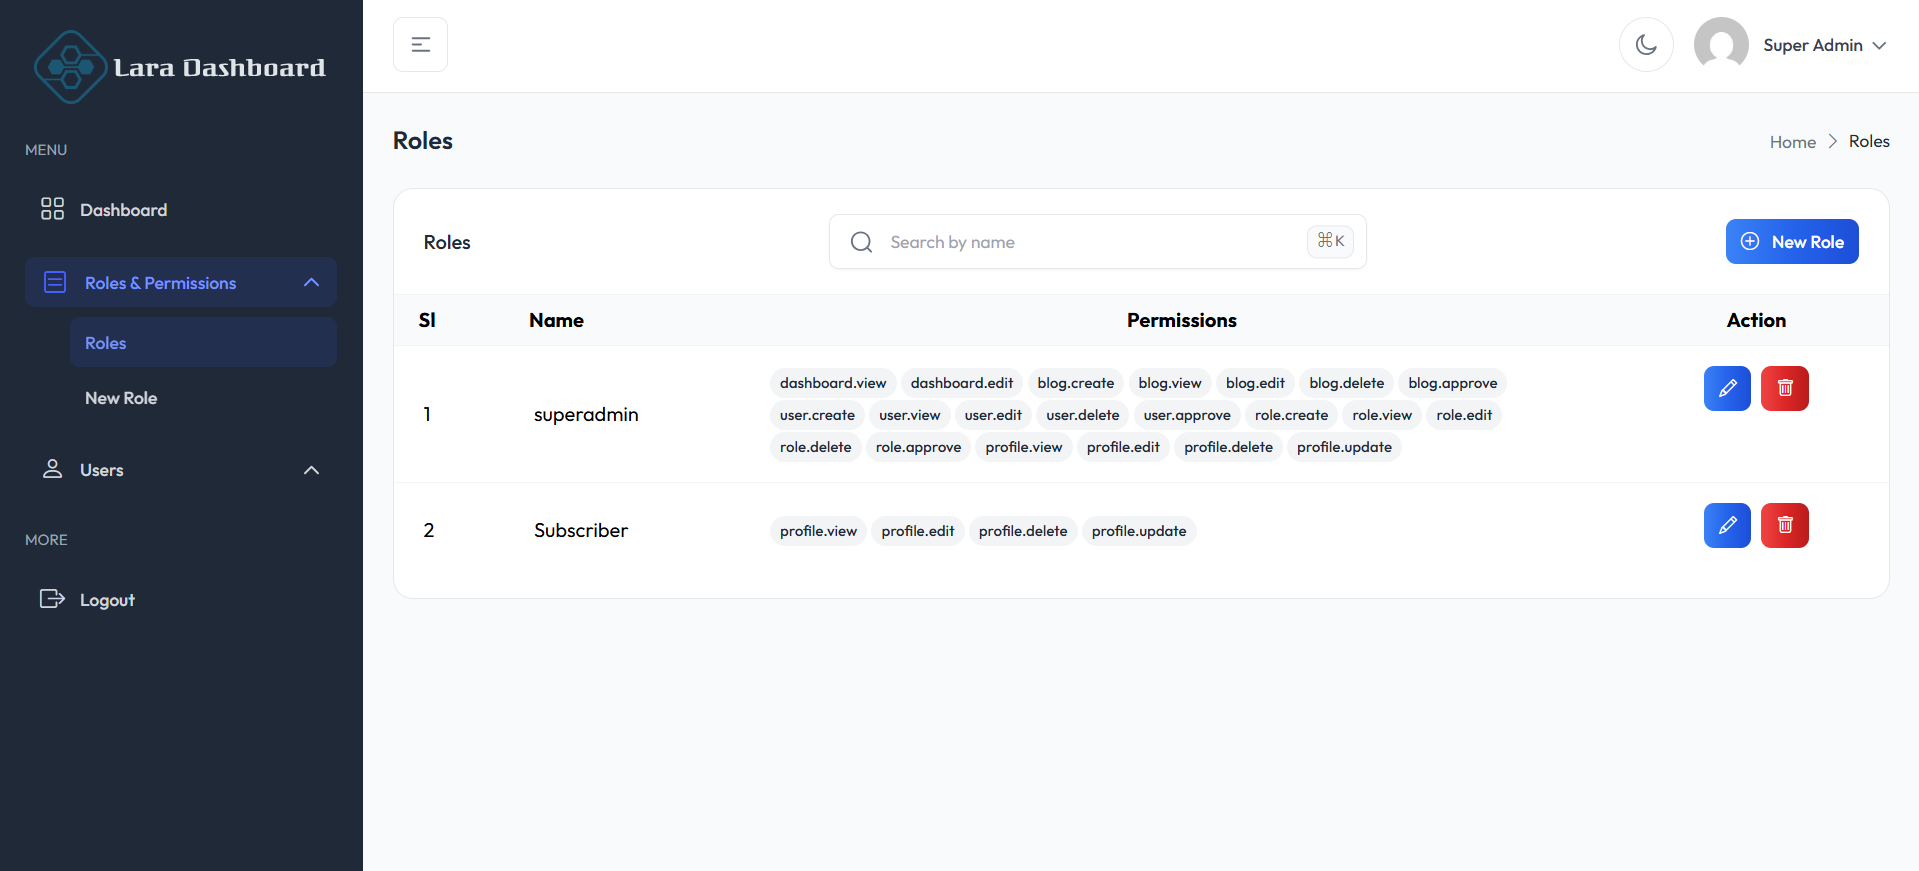 Lara Dashboard
MENU
Dashboard
Roles & Permissions
Roles
New Role
Users
MORE
Logout
Super Admin
Roles
Home > Roles
Roles
Search by name
⌘K
New Role
Sl Name Permissions Action
1 superadmin
dashboard.view dashboard.edit blog.create blog.view blog.edit blog.delete blog.approve
user.create user.view user.edit user.delete user.approve role.create role.view role.edit
role.delete role.approve profile.view profile.edit profile.delete profile.update
2 Subscriber profile.view profile.edit profile.delete profile.update